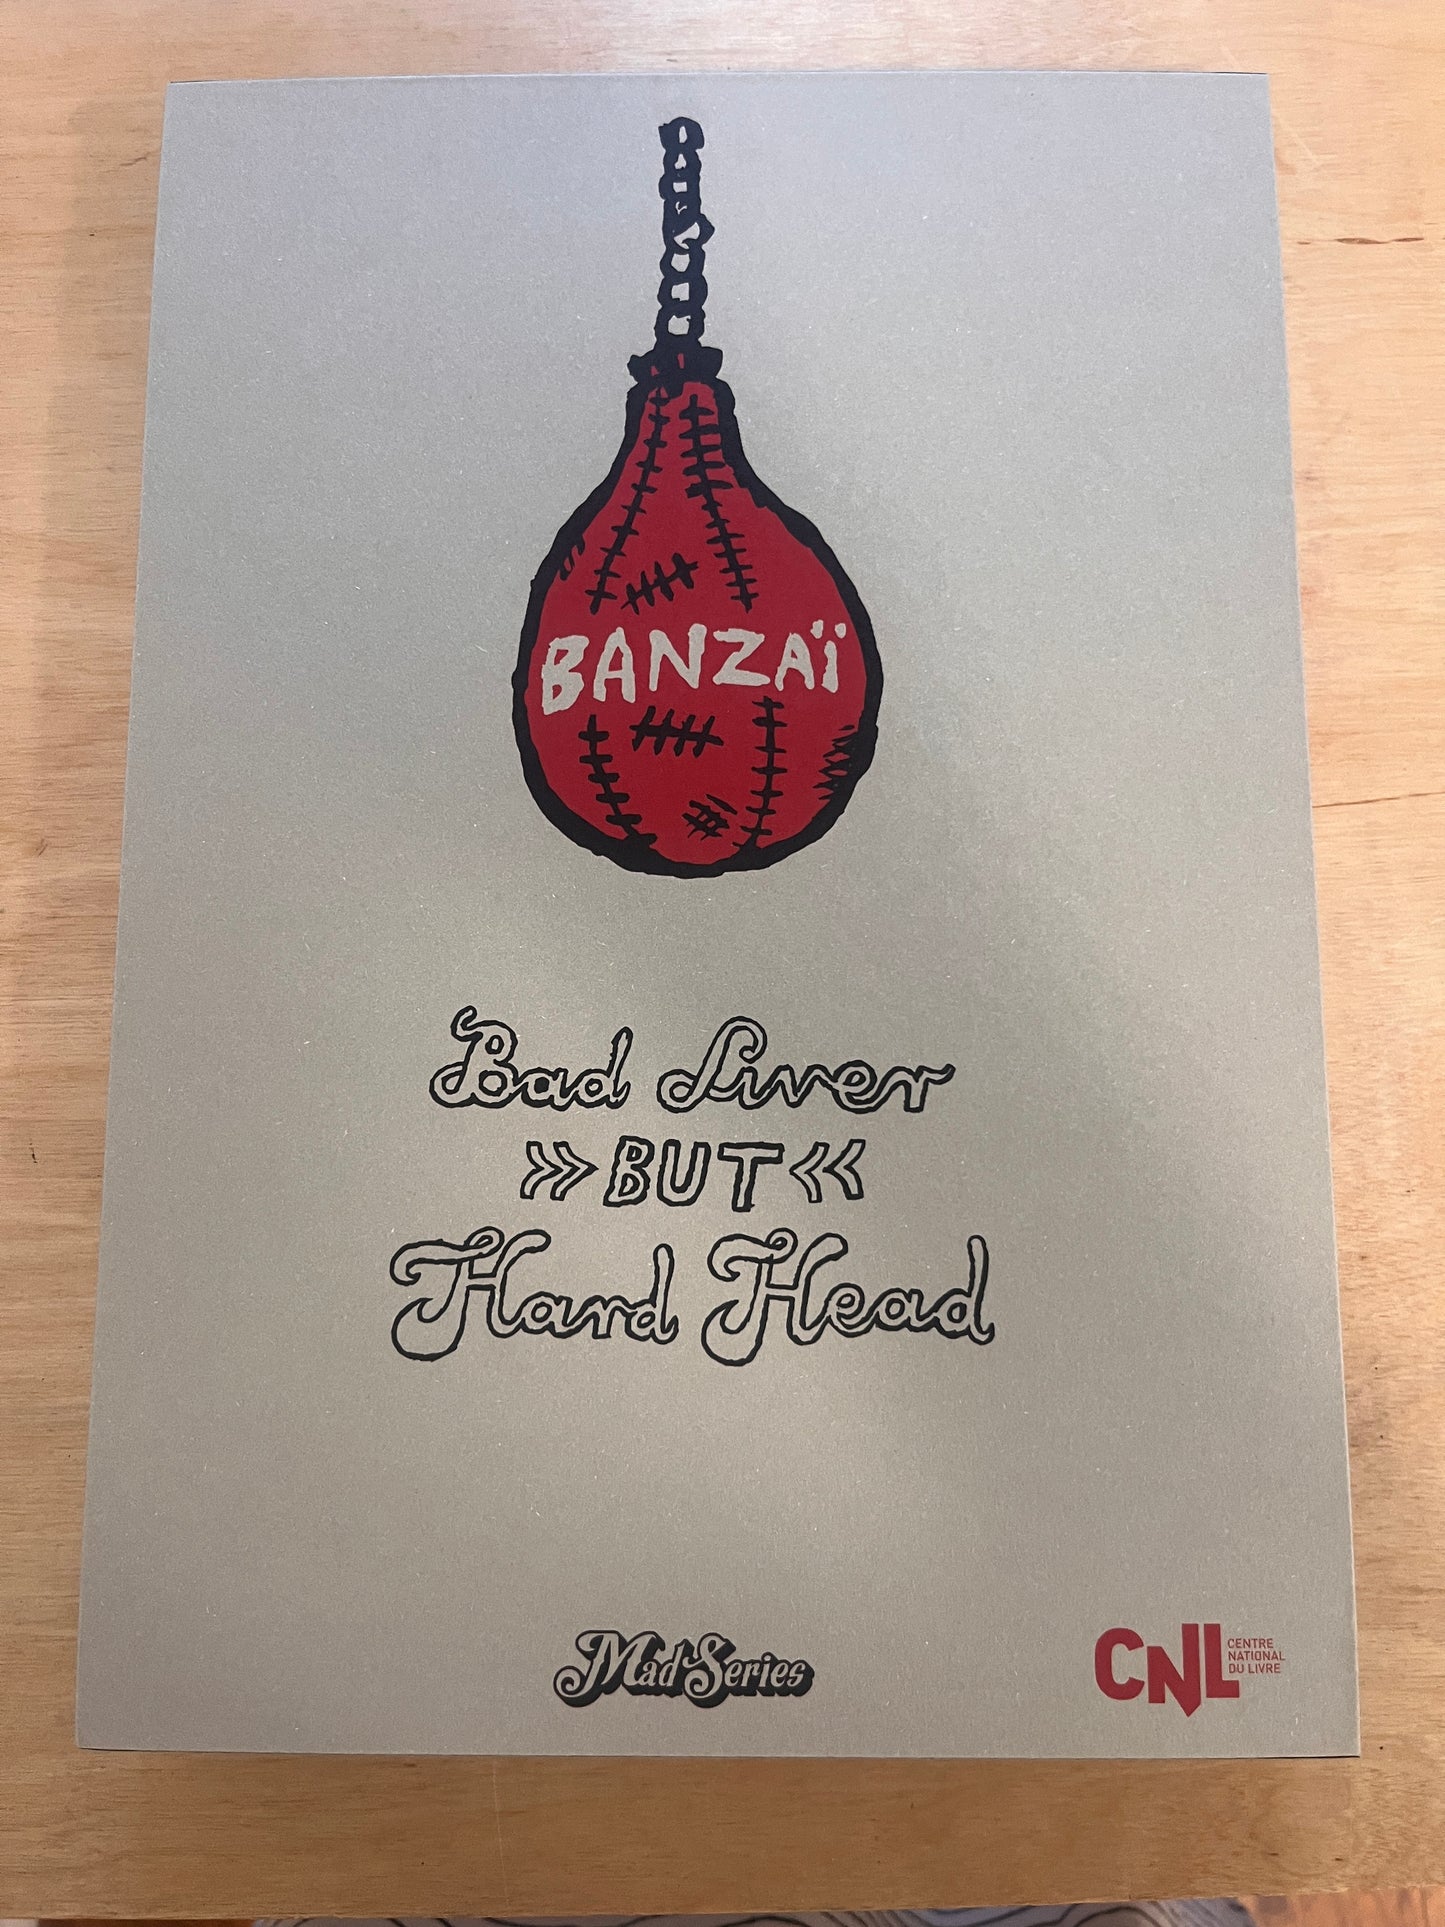 BANZAÏ
Bad Liver
»BUT«
Hard Head
Mad Series
CNL
CENTRE
NATIONAL
DU LIVRE